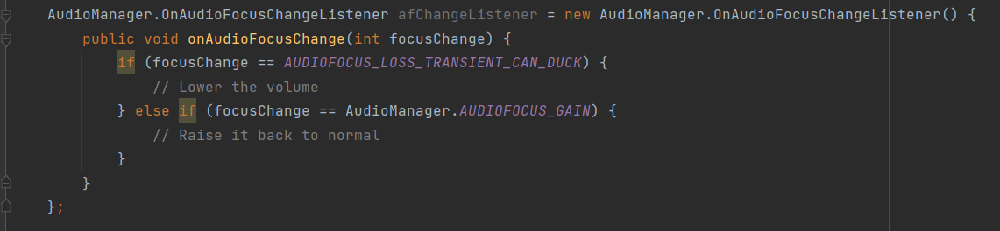 AudioManager.OnAudioFocusChangeListener afChangeListener = new AudioManager.OnAudioFocusChangeListener() {
    public void onAudioFocusChange(int focusChange) {
        if (focusChange == AUDIOFOCUS_LOSS_TRANSIENT_CAN_DUCK) {
            // Lower the volume
        } else if (focusChange == AudioManager.AUDIOFOCUS_GAIN) {
            // Raise it back to normal
        }
    }
};